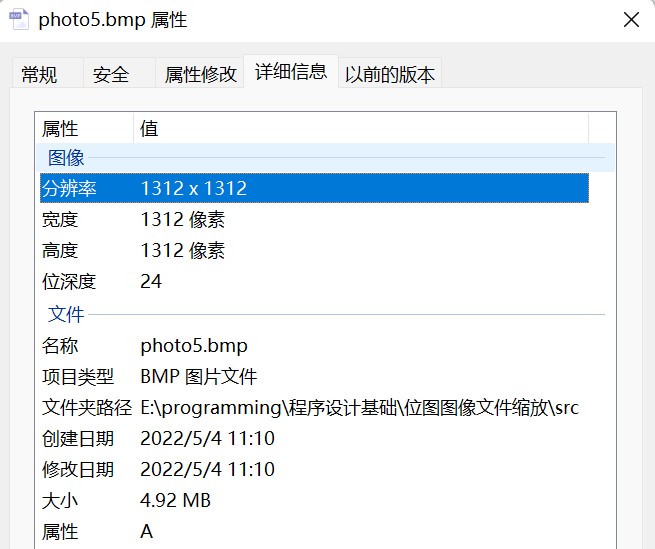 photo5.bmp 属性
常规 安全 属性修改 详细信息 以前的版本
属性 值
图像
分辨率 1312 x 1312
宽度 1312 像素
高度 1312 像素
位深度 24
文件
名称 photo5.bmp
项目类型 BMP 图片文件
文件夹路径 E:\programming\程序设计基础\位图图像文件缩放\src
创建日期 2022/5/4 11:10
修改日期 2022/5/4 11:10
大小 4.92 MB
属性 A